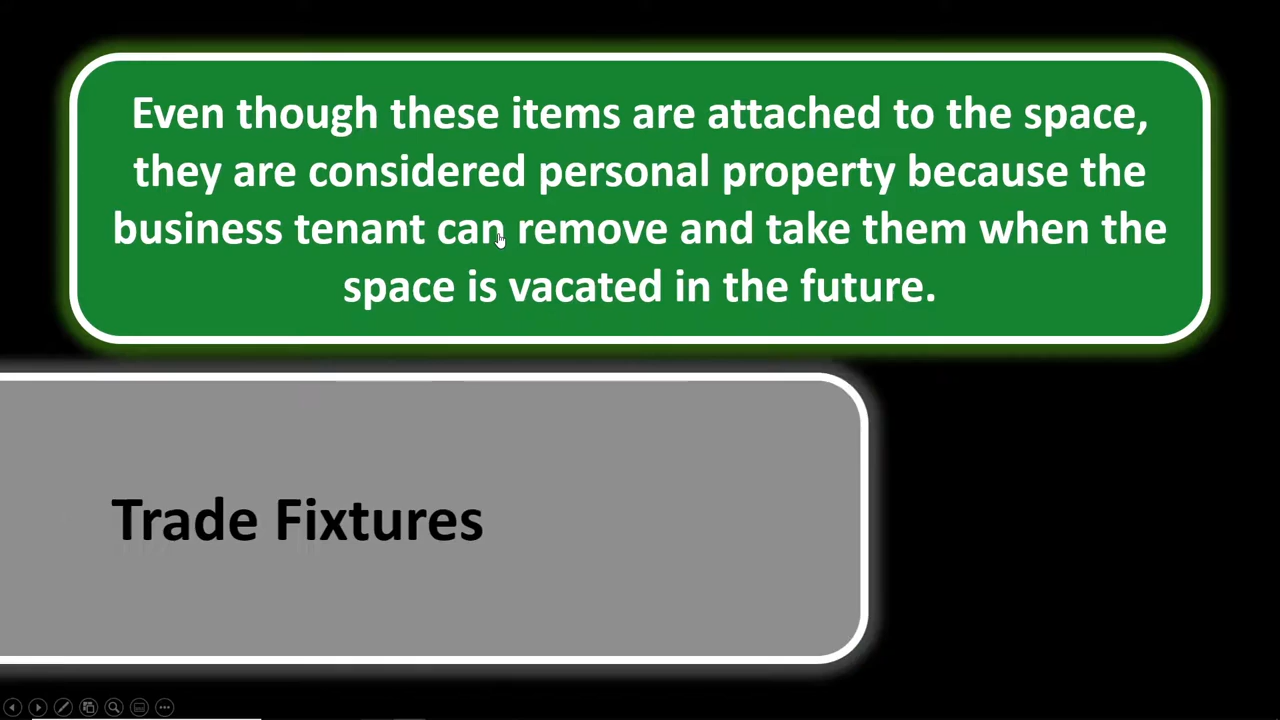 Even though these items are attached to the space,
they are considered personal property because the
business tenant can remove and take them when the
space is vacated in the future.
Trade Fixtures